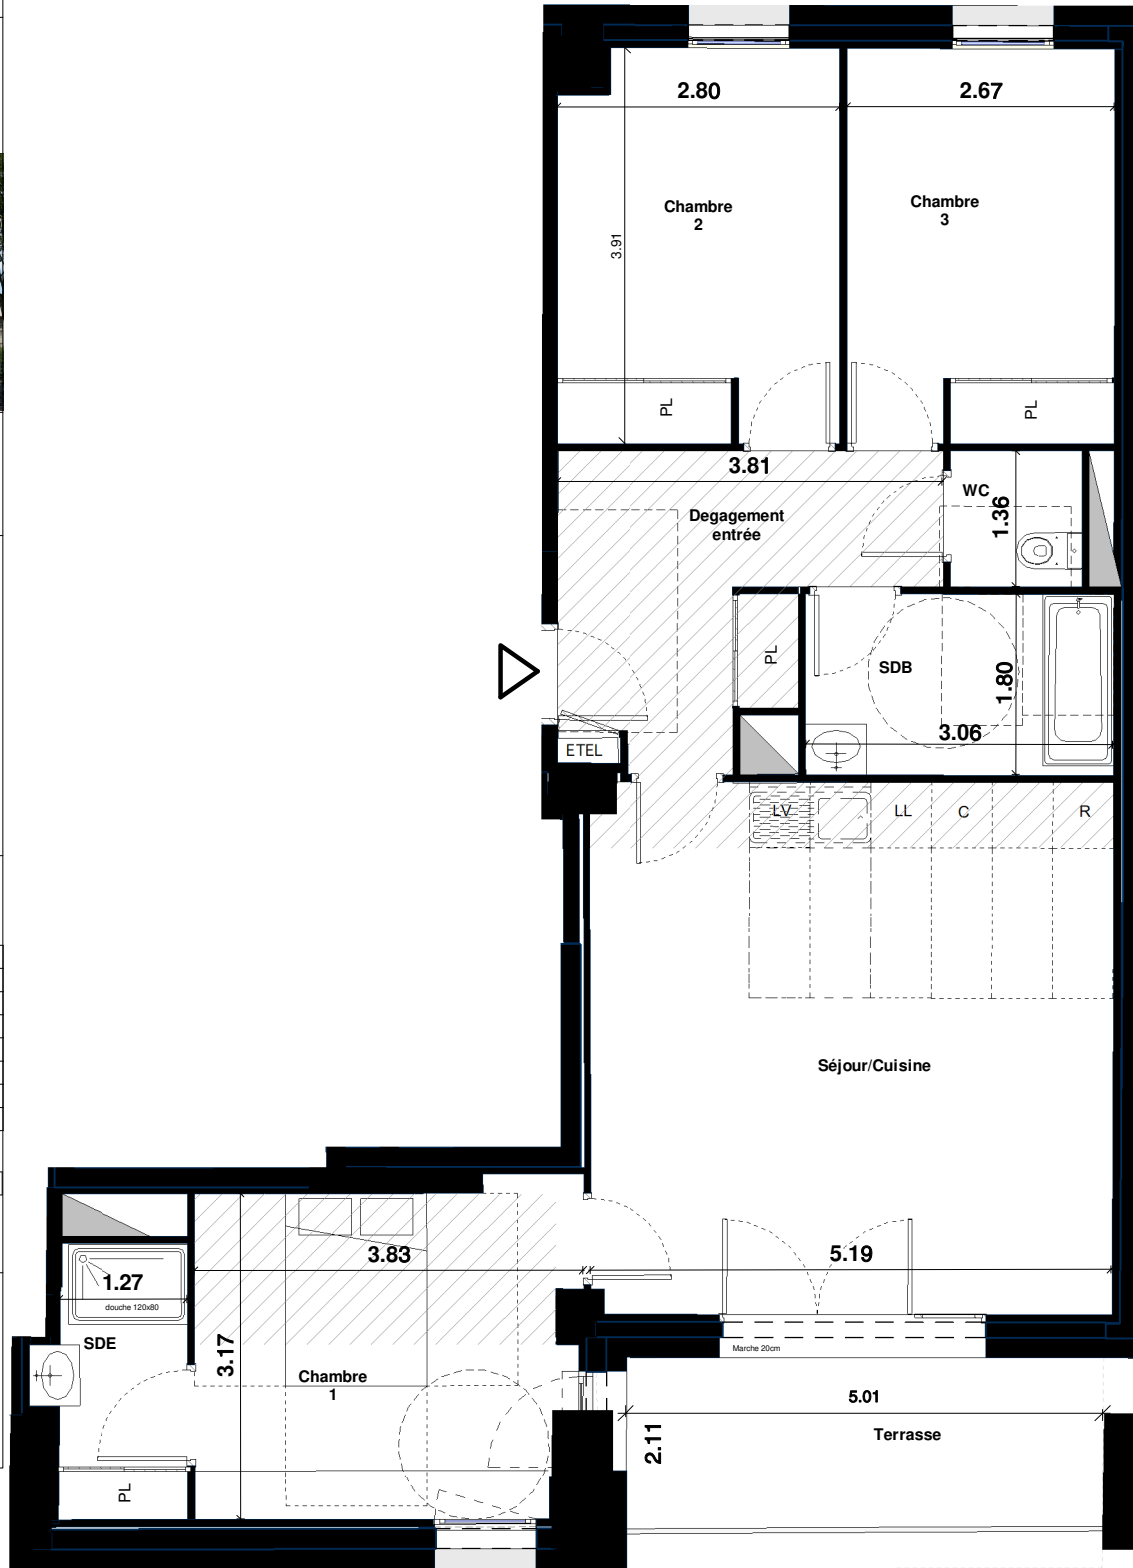 2.80
2.67
Chambre
2
Chambre
3
3.91
PL
PL
3.81
WC
1.36
Degagement
entrée
PL
SDB
1.80
3.06
ETEL
LV
LL
C
R
Séjour/Cuisine
3.83
5.19
1.27
douche 120x80
SDE
3.17
Chambre
1
Marche 20cm
5.01
2.11
Terrasse
PL